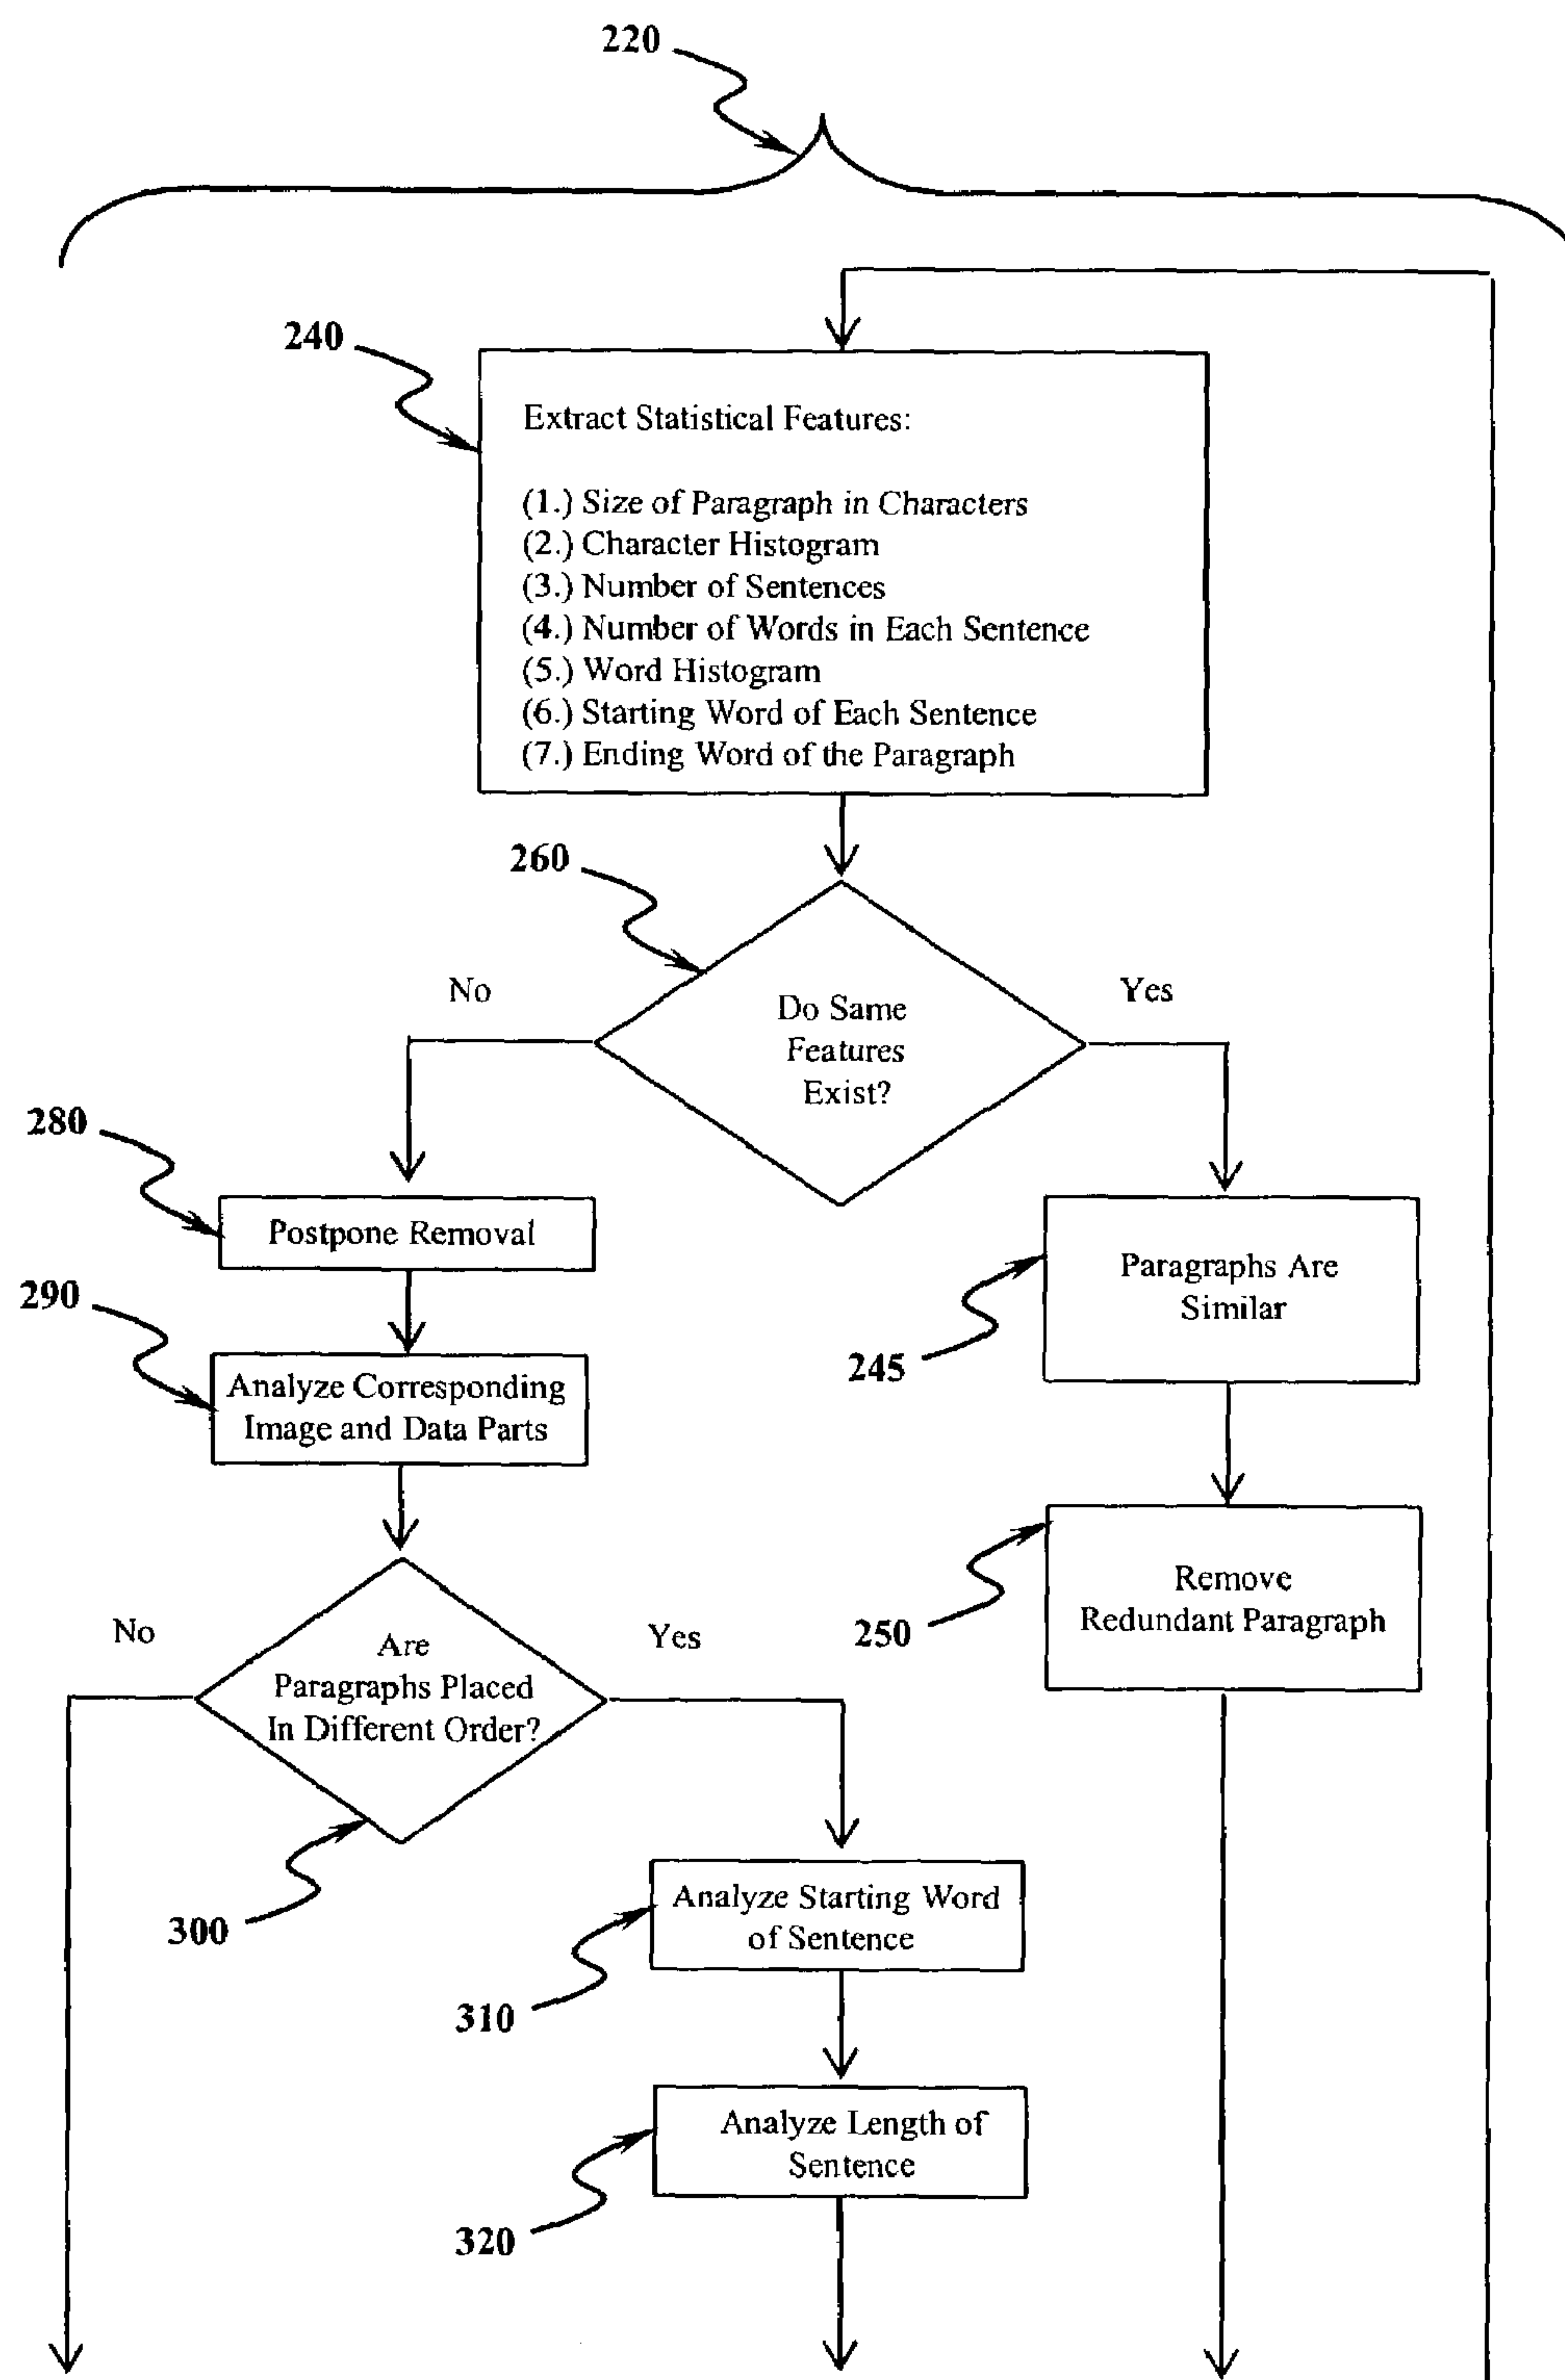 220
240
Extract Statistical Features:
(1.) Size of Paragraph in Characters
(2.) Character Histogram
(3.) Number of Sentences
(4.) Number of Words in Each Sentence
(5.) Word Histogram
(6.) Starting Word of Each Sentence
(7.) Ending Word of the Paragraph
260
No
Yes
Do Same
Features
Exist?
280
Postpone Removal
290
Analyze Corresponding
Image and Data Parts
Paragraphs Are
Similar
245
No
Yes
Are
Paragraphs Placed
In Different Order?
300
Remove
Redundant Paragraph
250
Analyze Starting Word
of Sentence
310
Analyze Length of
Sentence
320